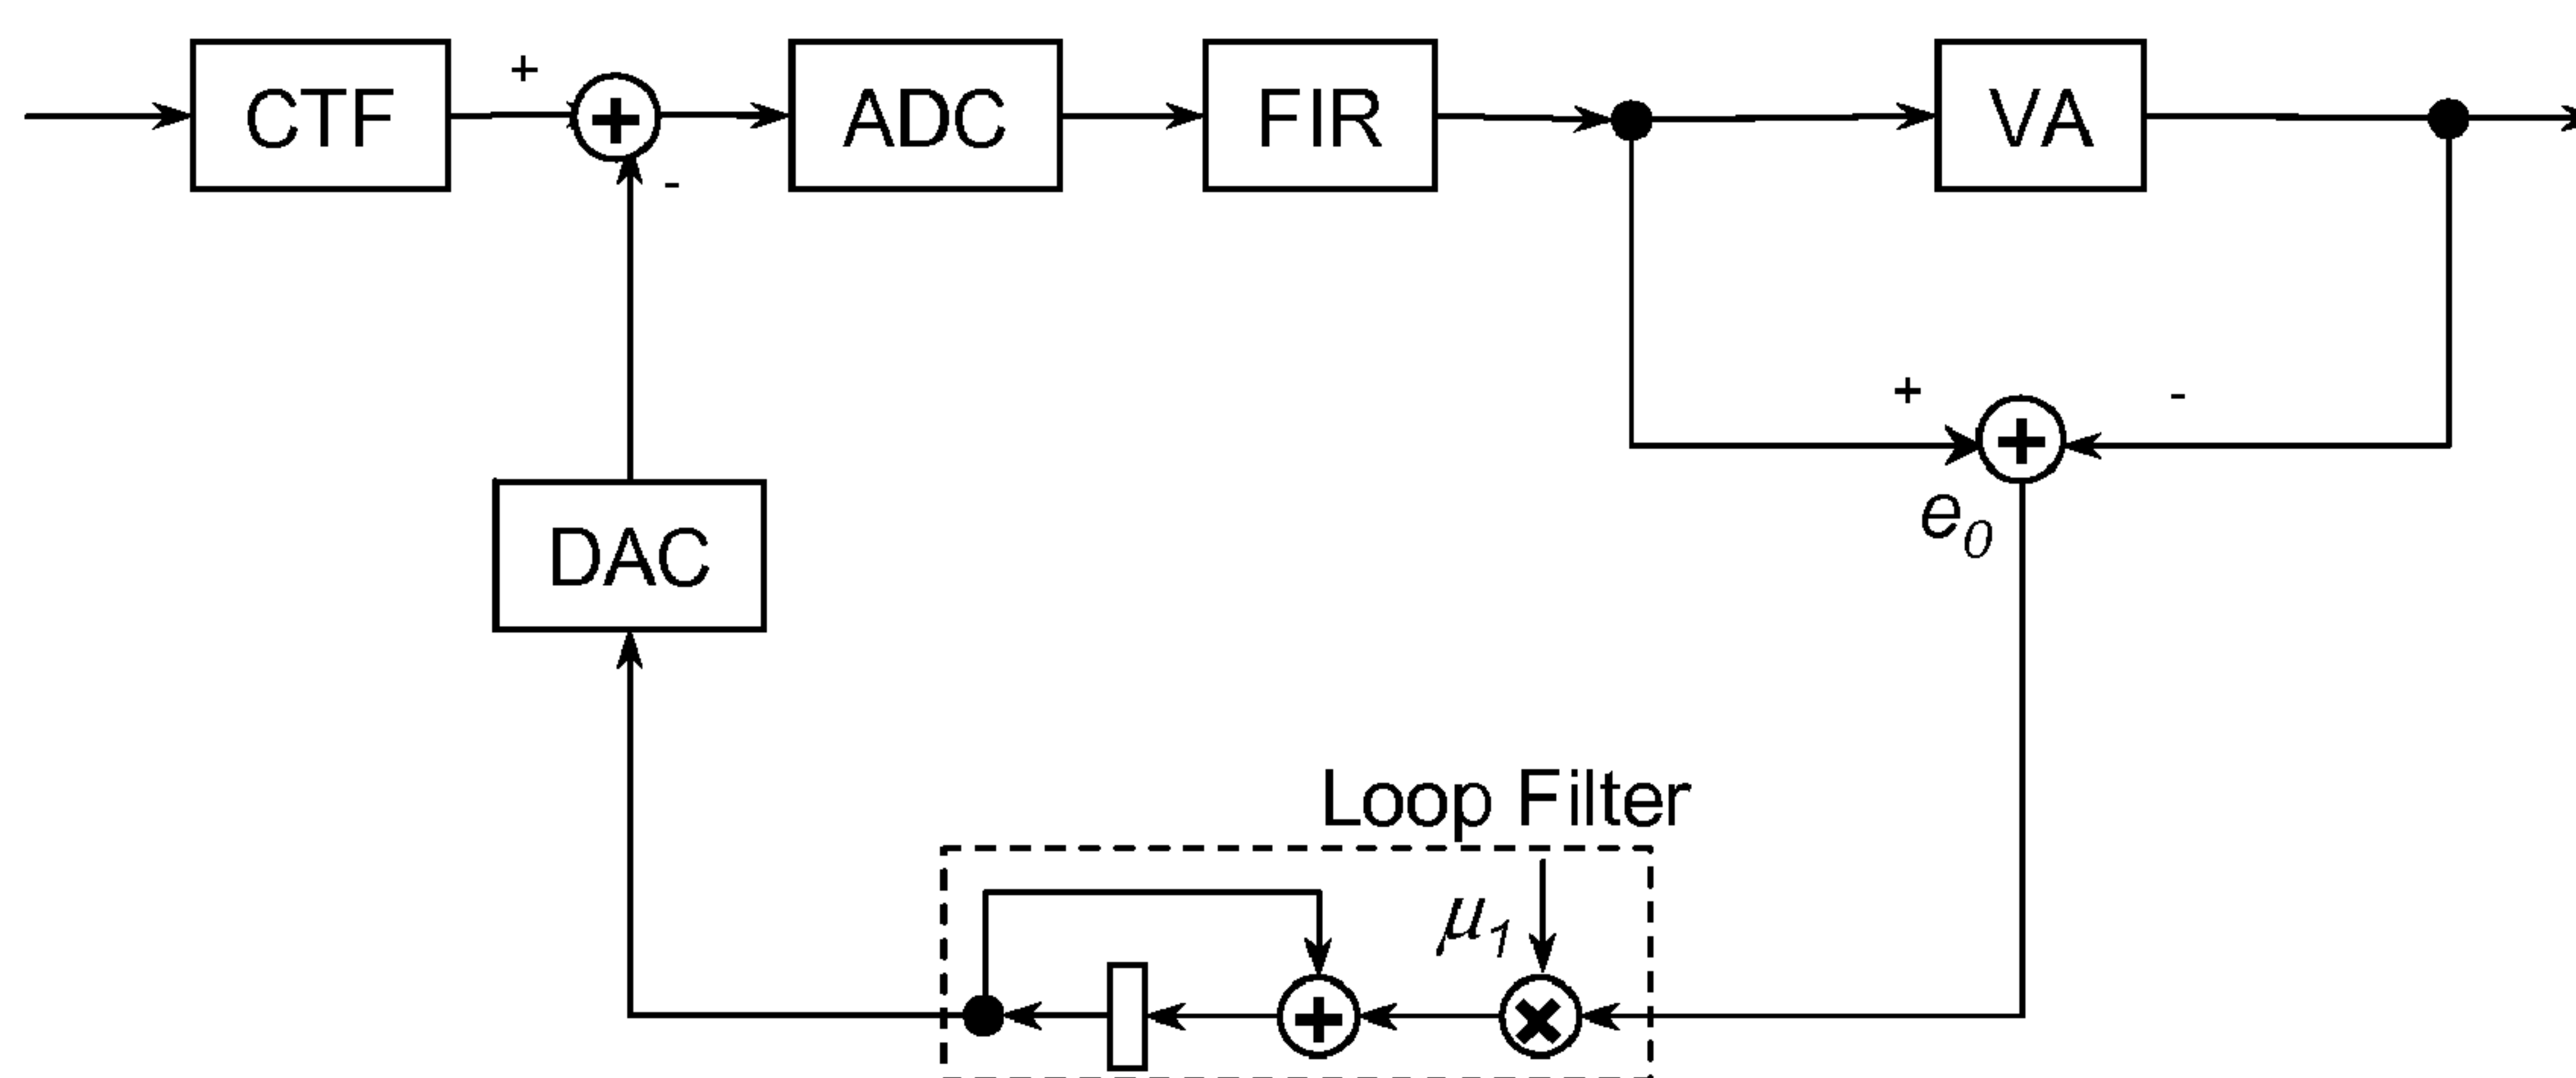 CTF
+
+
ADC
FIR
VA
-
+
-
+
e0
DAC
Loop Filter
μ1
+
×